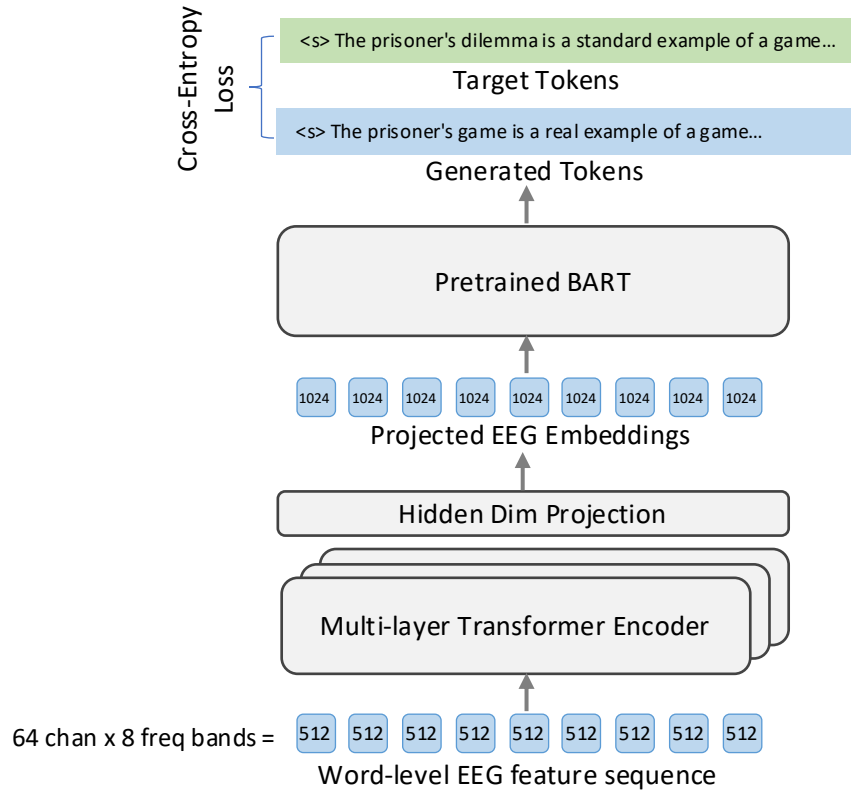 Cross-Entropy
Loss
<s> The prisoner's dilemma is a standard example of a game...
Target Tokens
<s> The prisoner's game is a real example of a game...
Generated Tokens
Pretrained BART
1024 1024 1024 1024 1024 1024 1024 1024 1024
Projected EEG Embeddings
Hidden Dim Projection
Multi-layer Transformer Encoder
64 chan x 8 freq bands = 512 512 512 512 512 512 512 512 512
Word-level EEG feature sequence